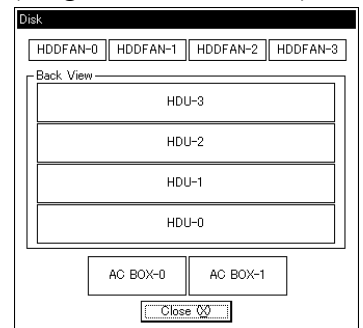 Disk
HDDFAN-0 HDDFAN-1 HDDFAN-2 HDDFAN-3
Back View
HDU-3
HDU-2
HDU-1
HDU-0
AC BOX-0 AC BOX-1
Close (X)